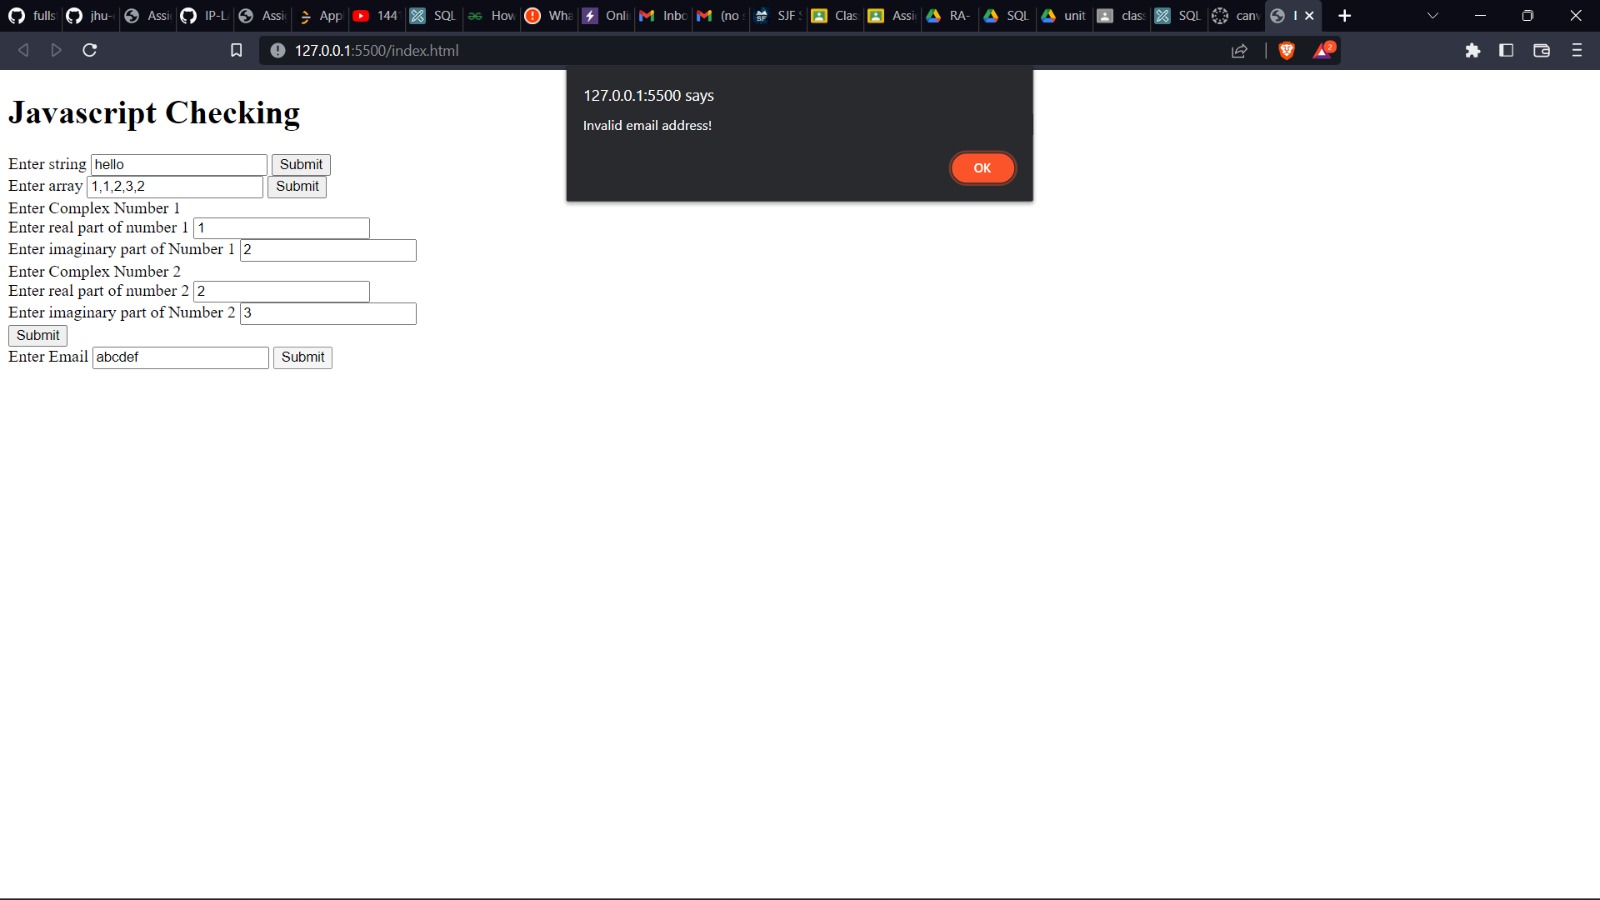 fulls jhu- Assi IP-L Assi App 144 SQL How Wha Onli Inbo (no SJF Clas Assi RA- SQL unit clas SQL can
127.0.0.1:5500/index.html
2
127.0.0.1:5500 says
Invalid email address!
OK
Javascript Checking
Enter string hello Submit
Enter array 1,1,2,3,2 Submit
Enter Complex Number 1
Enter real part of number 1 1
Enter imaginary part of Number 1 2
Enter Complex Number 2
Enter real part of number 2 2
Enter imaginary part of Number 2 3
Submit
Enter Email abcdef Submit